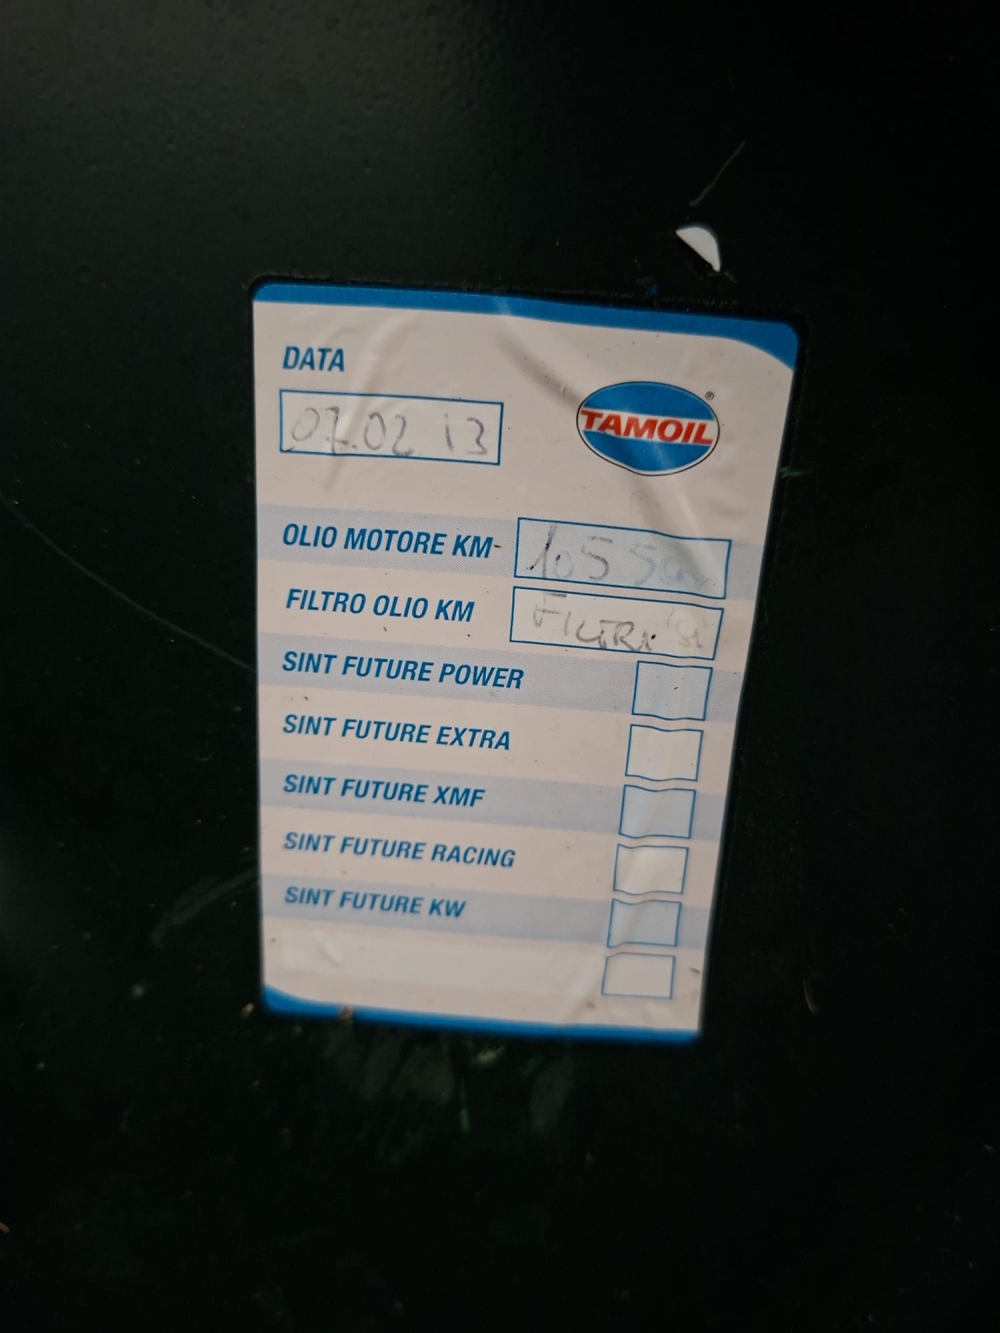 DATA
07.02 13
TAMOIL®
OLIO MOTORE KM
FILTRO OLIO KM
SINT FUTURE POWER
SINT FUTURE EXTRA
SINT FUTURE XMF
SINT FUTURE RACING
SINT FUTURE KW